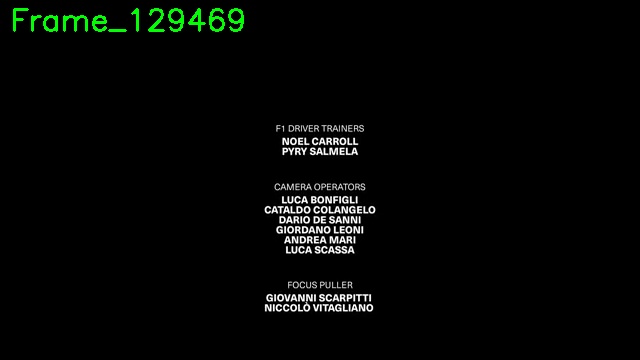 Frame_129469
F1 DRIVER TRAINERS
NOEL CARROLL
PYRY SALMELA
CAMERA OPERATORS
LUCA BONFIGLI
CATALDO COLANGELO
DARIO DE SANNI
GIORDANO LEONI
ANDREA MARI
LUCA SCASSA
FOCUS PULLER
GIOVANNI SCARPITTI
NICCOLÒ VITAGLIANO